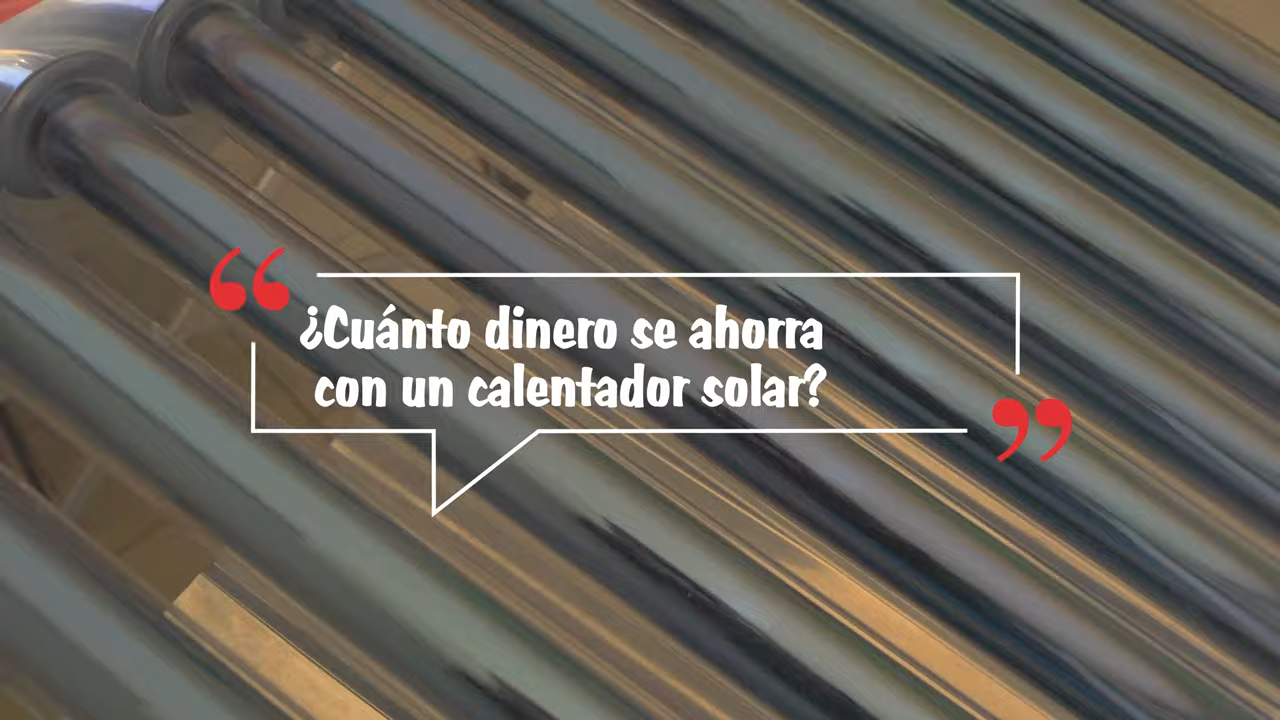 “¿Cuánto dinero se ahorra
con un calentador solar?”